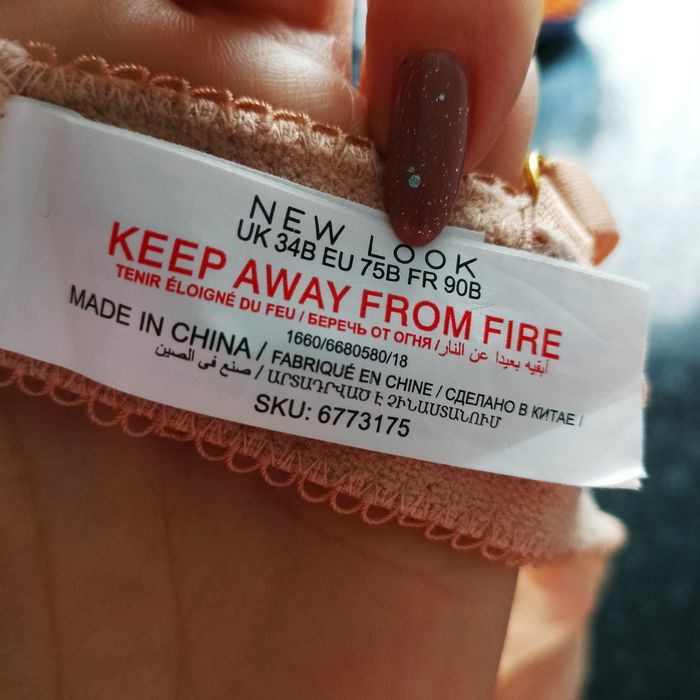 NEW LOOK
UK 34B EU 75B FR 90B
KEEP AWAY FROM FIRE
TENIR ÉLOIGNÉ DU FEU / БЕРЕЧЬ ОТ ОГНЯ / أبقيه بعيدا عن النار
1660/6680580/18
MADE IN CHINA / FABRIQUÉ EN CHINE / СДЕЛАНО В КИТАЕ /
صنع في الصين / ԱՐՏԱԴՐՎԱԾ Է ՉԻՆԱՍՏԱՆՈՒՄ
SKU: 6773175